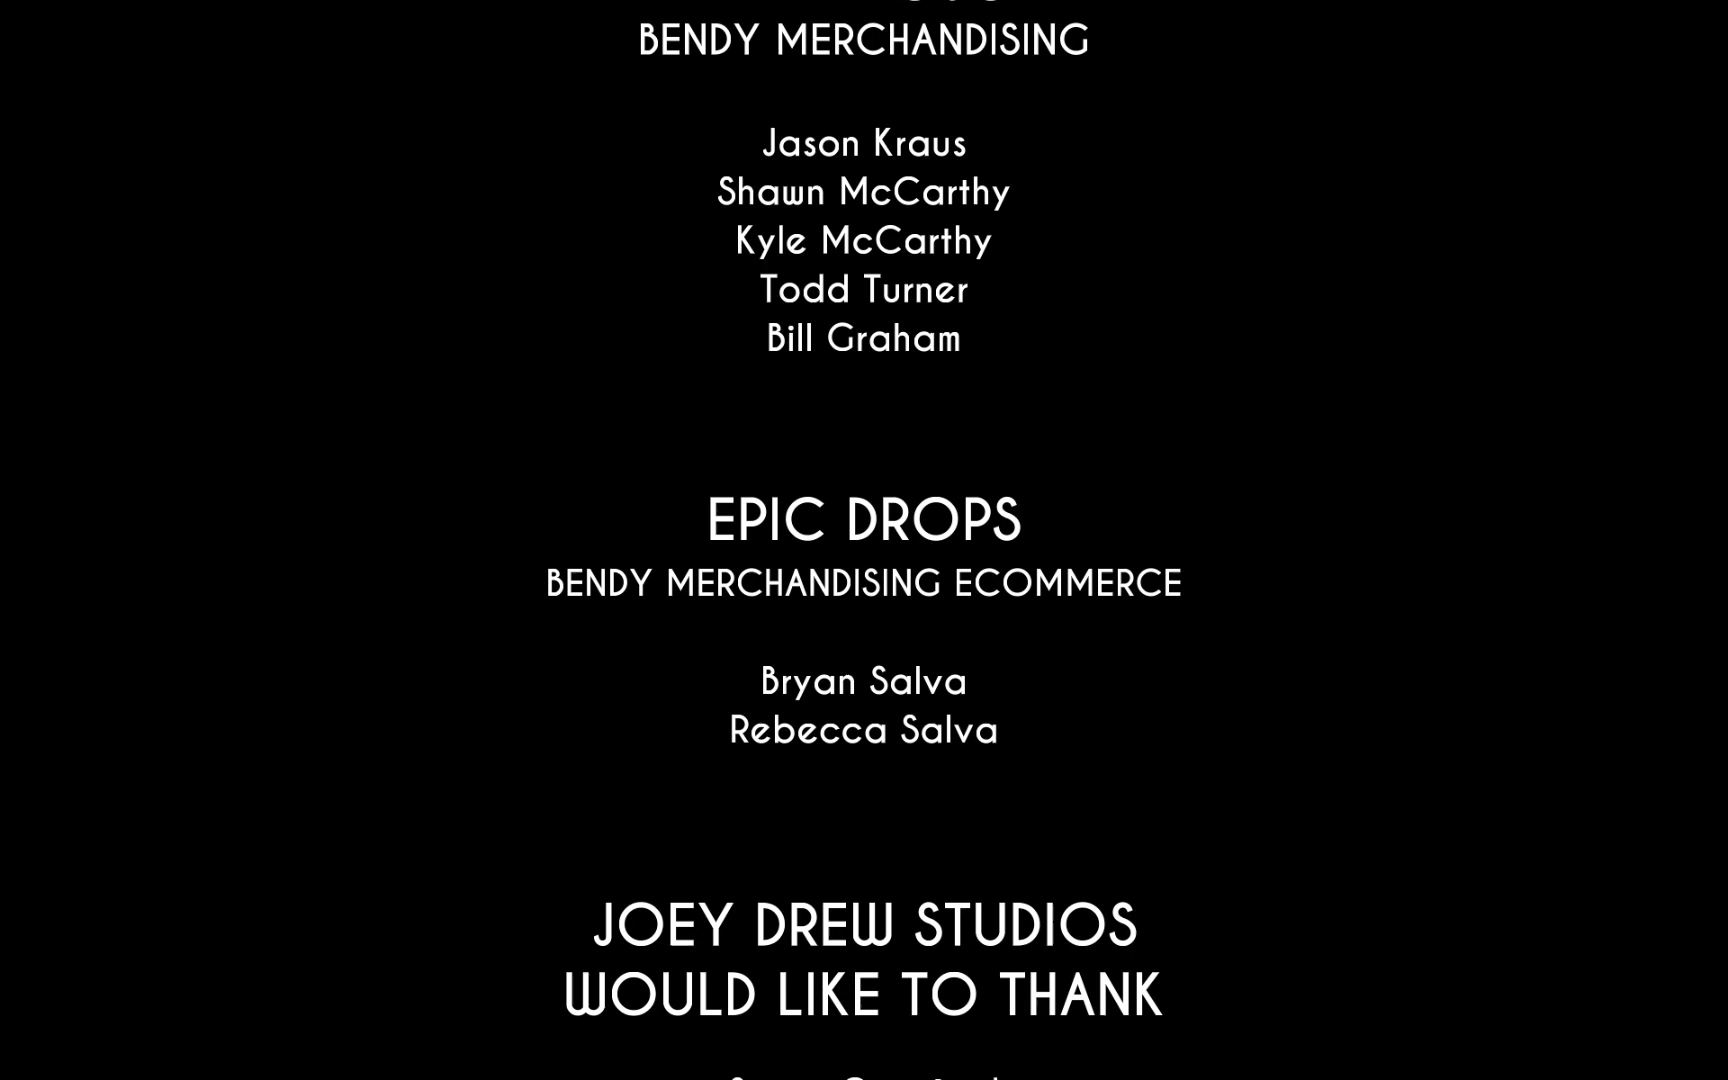 BENDY MERCHANDISING
Jason Kraus
Shawn McCarthy
Kyle McCarthy
Todd Turner
Bill Graham
EPIC DROPS
BENDY MERCHANDISING ECOMMERCE
Bryan Salva
Rebecca Salva
JOEY DREW STUDIOS
WOULD LIKE TO THANK